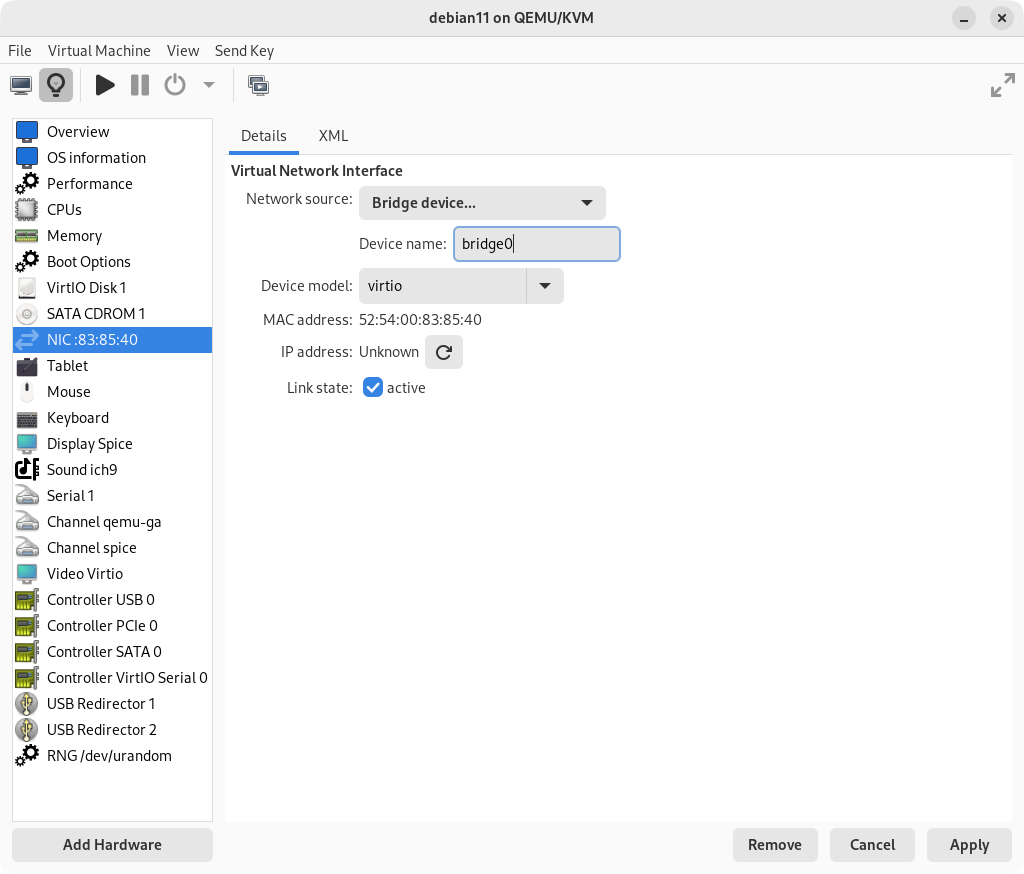 debian11 on QEMU/KVM
File Virtual Machine View Send Key
Overview
OS information
Performance
CPUs
Memory
Boot Options
VirtIO Disk 1
SATA CDROM 1
NIC :83:85:40
Tablet
Mouse
Keyboard
Display Spice
Sound ich9
Serial 1
Channel qemu-ga
Channel spice
Video Virtio
Controller USB 0
Controller PCIe 0
Controller SATA 0
Controller VirtIO Serial 0
USB Redirector 1
USB Redirector 2
RNG /dev/urandom
Add Hardware
Details XML
Virtual Network Interface
Network source: Bridge device...
Device name: bridge0
Device model: virtio
MAC address: 52:54:00:83:85:40
IP address: Unknown
Link state: active
Remove Cancel Apply